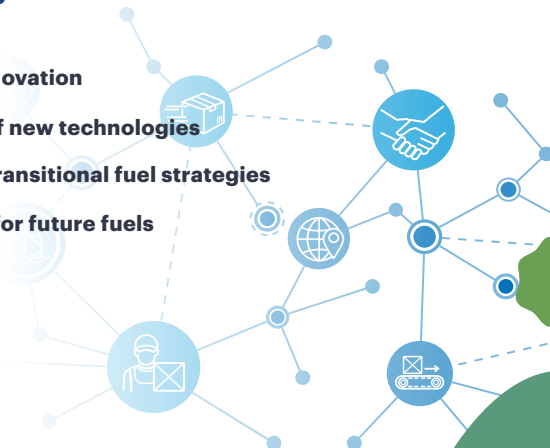 ovation
f new technologies
ransitional fuel strategies
for future fuels